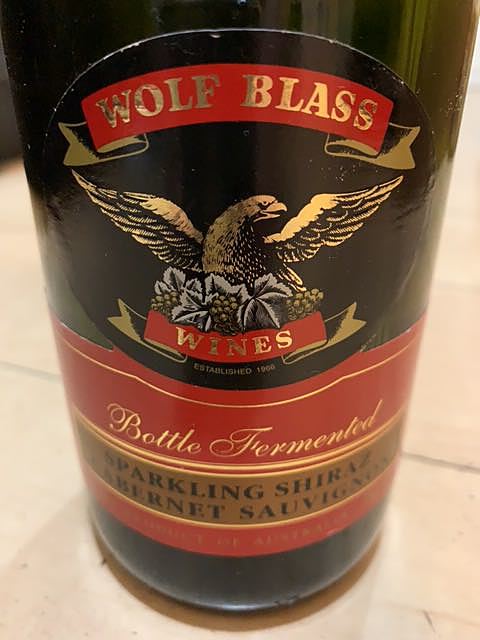 WOLF BLASS
WINES
ESTABLISHED 1966
Bottle Fermented
SPARKLING SHIRAZ
CABERNET SAUVIGNON
PRODUCT OF AUSTRALIA